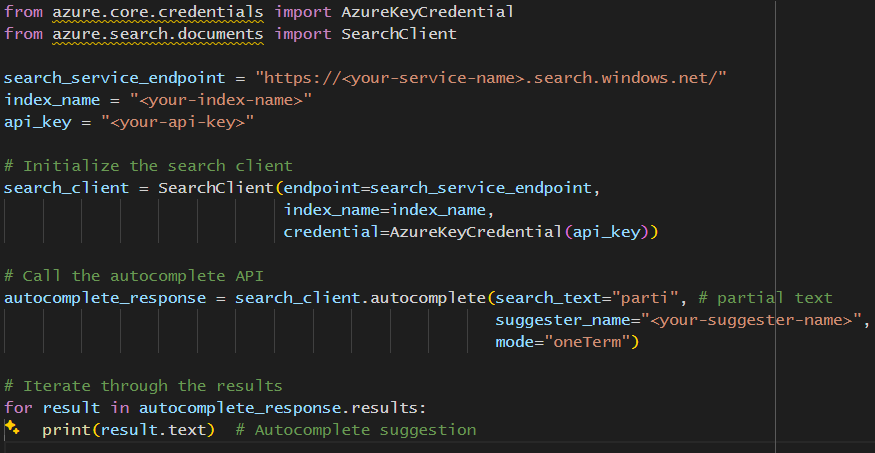 from azure.core.credentials import AzureKeyCredential
from azure.search.documents import SearchClient
search_service_endpoint = "https://<your-service-name>.search.windows.net/"
index_name = "<your-index-name>"
api_key = "<your-api-key>"
# Initialize the search client
search_client = SearchClient(endpoint=search_service_endpoint,
index_name=index_name,
credential=AzureKeyCredential(api_key))
# Call the autocomplete API
autocomplete_response = search_client.autocomplete(search_text="parti", # partial text
suggester_name="<your-suggester-name>",
mode="oneTerm")
# Iterate through the results
for result in autocomplete_response.results:
print(result.text)  # Autocomplete suggestion